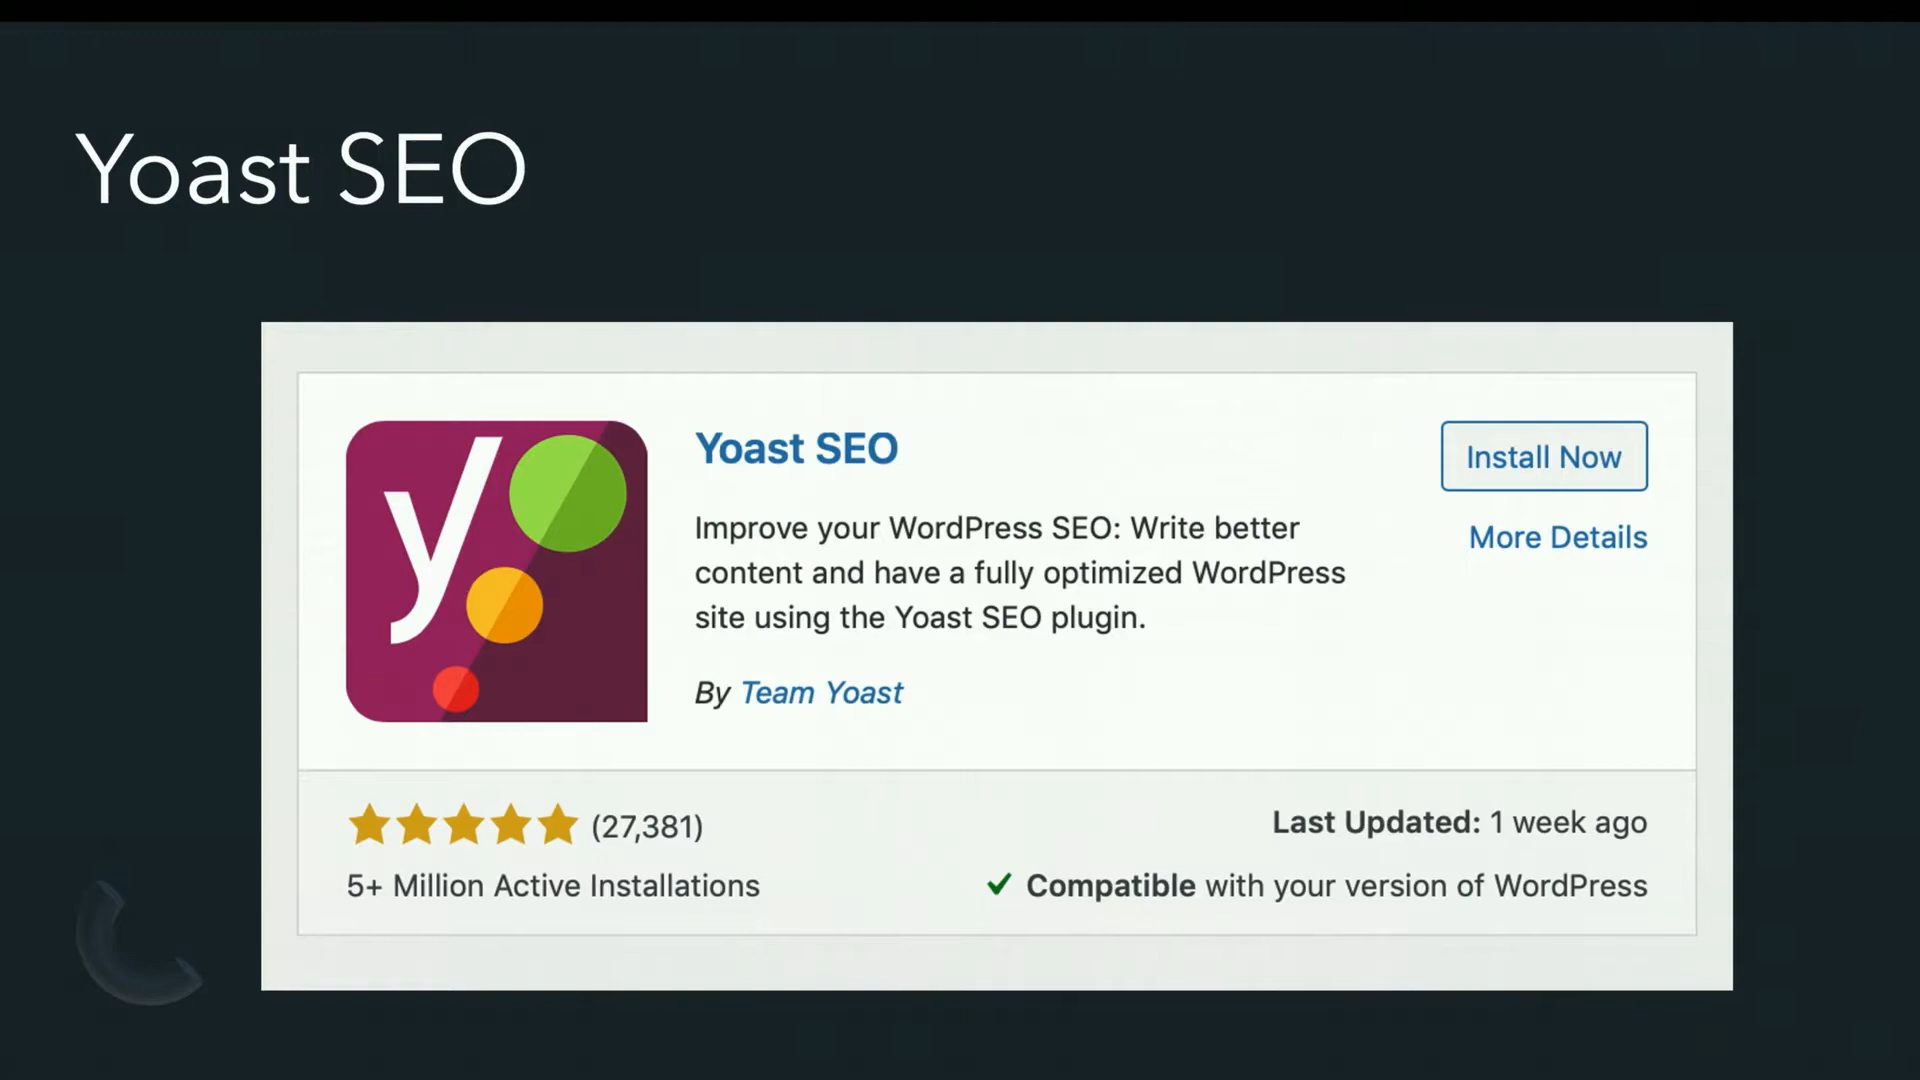 Yoast SEO
y
Yoast SEO
Install Now
Improve your WordPress SEO: Write better
content and have a fully optimized WordPress
site using the Yoast SEO plugin.
More Details
By Team Yoast
(27,381)
Last Updated: 1 week ago
5+ Million Active Installations
Compatible with your version of WordPress